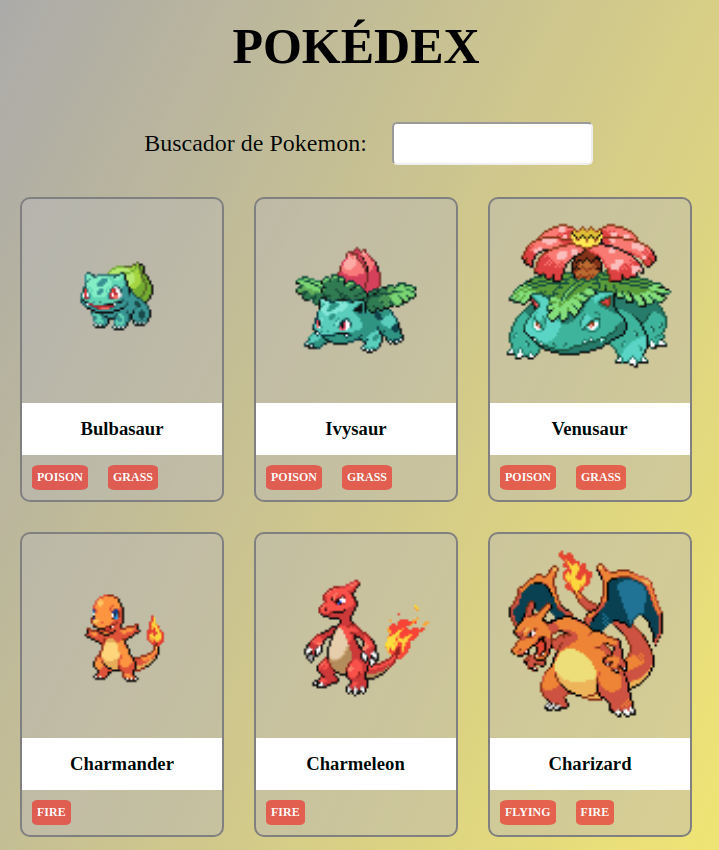 POKÉDEX
Buscador de Pokemon:
Bulbasaur
Ivysaur
Venusaur
POISON GRASS
POISON GRASS
POISON GRASS
Charmander
Charmeleon
Charizard
FIRE
FIRE
FLYING FIRE